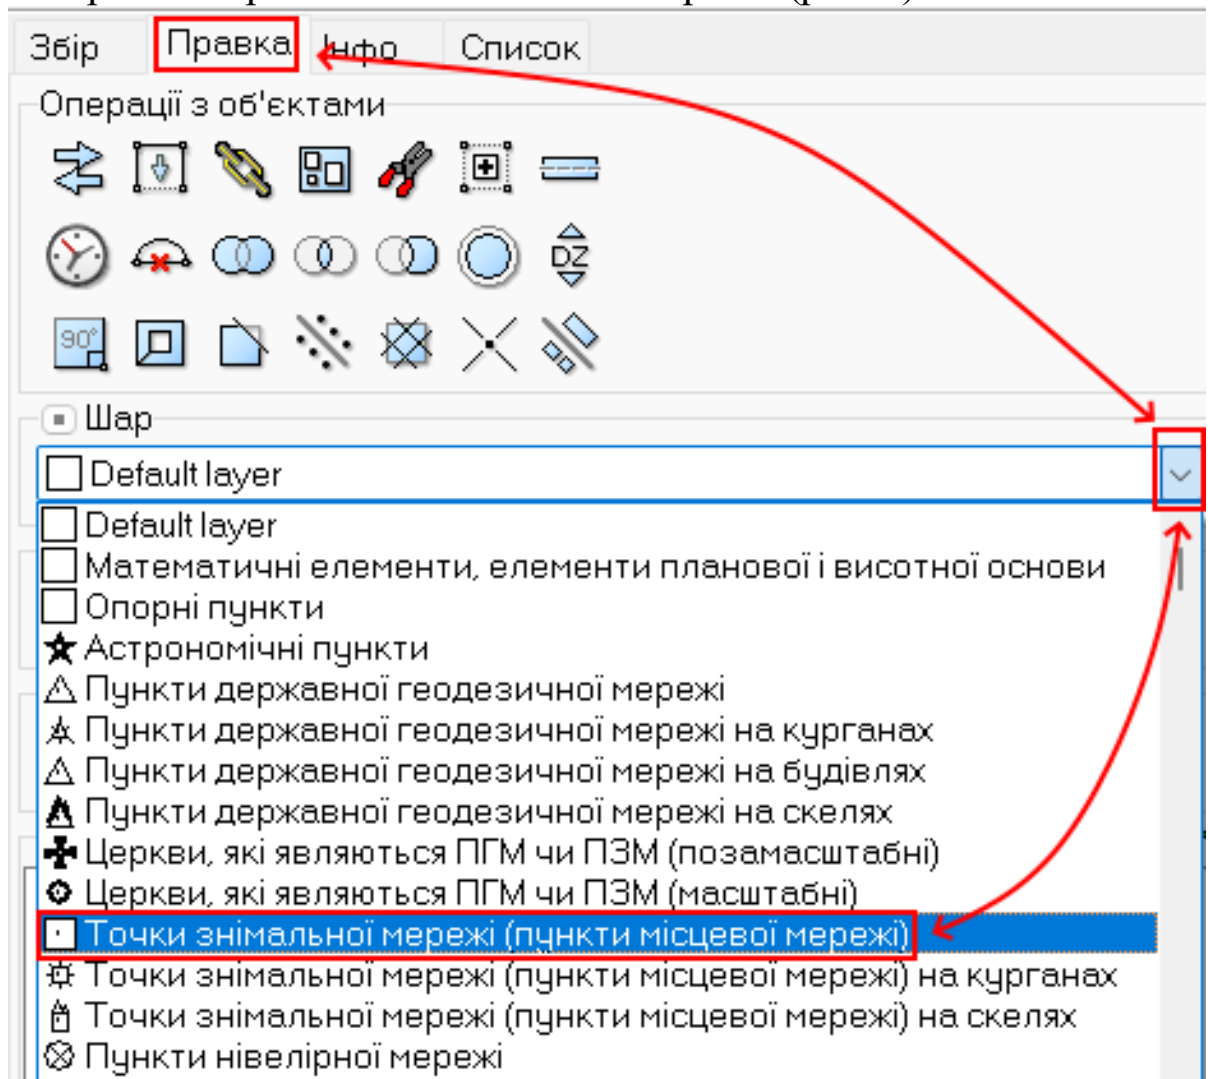 Збір Правка Інфо Список
Операції з об'єктами
DZ
90°
Шар
Default layer
Default layer
Математичні елементи, елементи планової і висотної основи
Опорні пункти
Астрономічні пункти
Пункти державної геодезичної мережі
Пункти державної геодезичної мережі на курганах
Пункти державної геодезичної мережі на будівлях
Пункти державної геодезичної мережі на скелях
Церкви, які являються ПГМ чи ПЗМ (позамасштабні)
Церкви, які являються ПГМ чи ПЗМ (масштабні)
Точки знімальної мережі (пункти місцевої мережі)
Точки знімальної мережі (пункти місцевої мережі) на курганах
Точки знімальної мережі (пункти місцевої мережі) на скелях
Пункти нівелірної мережі